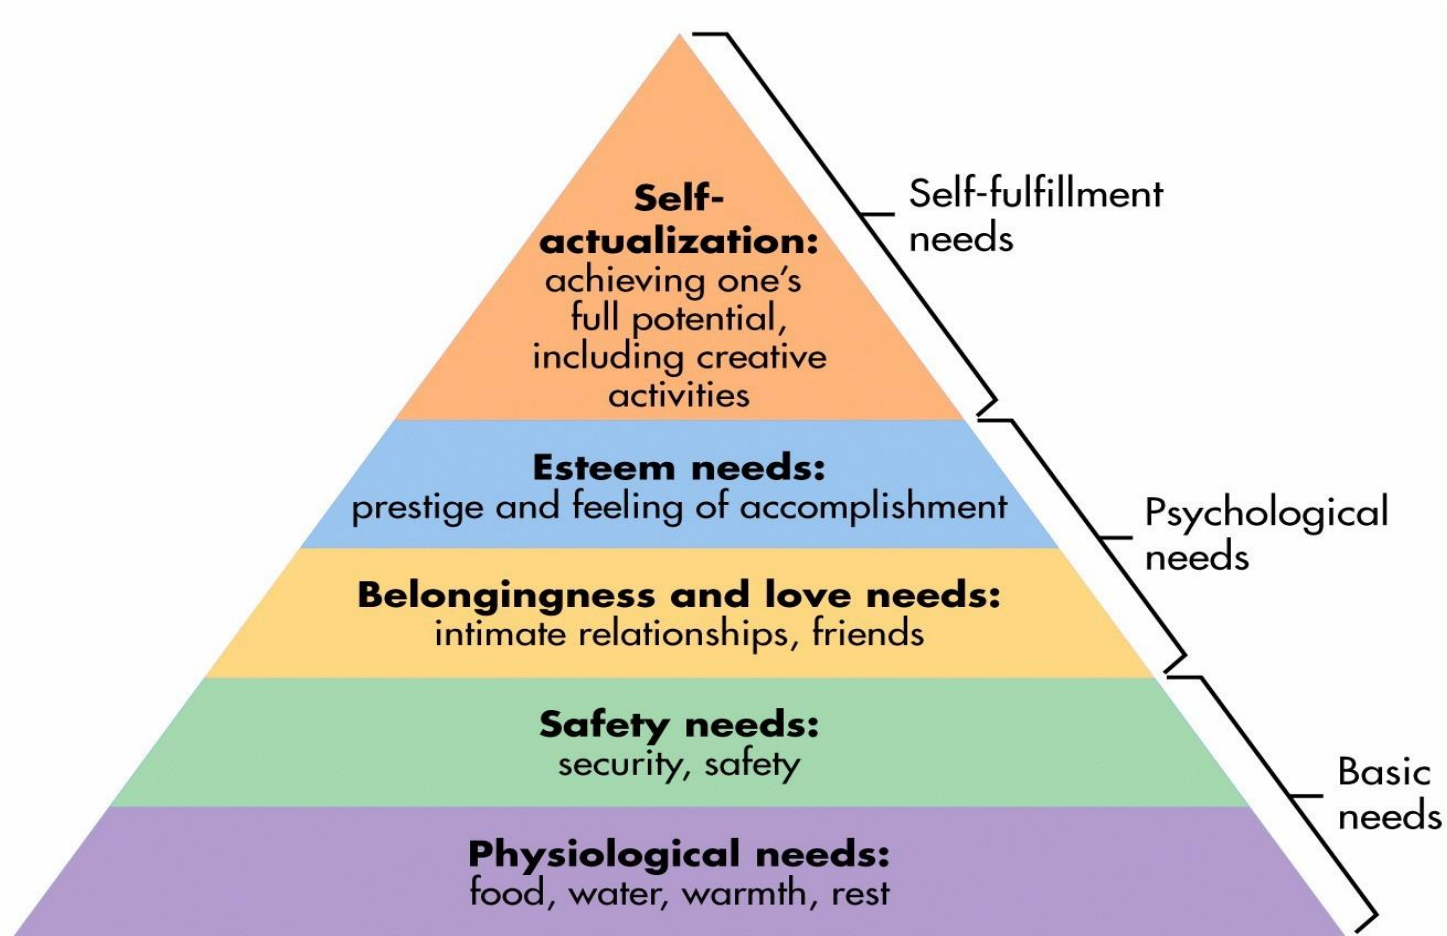 Self-
actualization:
achieving one’s
full potential,
including creative
activities
Self-fulfillment
needs
Esteem needs:
prestige and feeling of accomplishment
Psychological
needs
Belongingness and love needs:
intimate relationships, friends
Safety needs:
security, safety
Basic
needs
Physiological needs:
food, water, warmth, rest